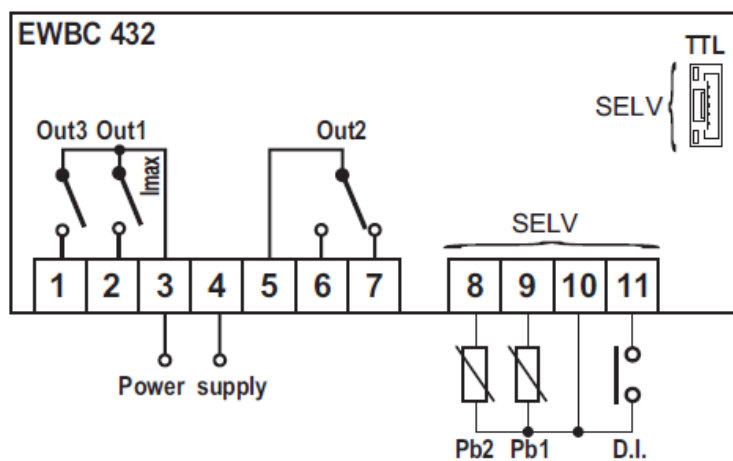 EWBC 432
TTL
SELV
Out3 Out1 Out2
Imax
SELV
1 2 3 4 5 6 7 8 9 10 11
Power supply
Pb2 Pb1 D.I.